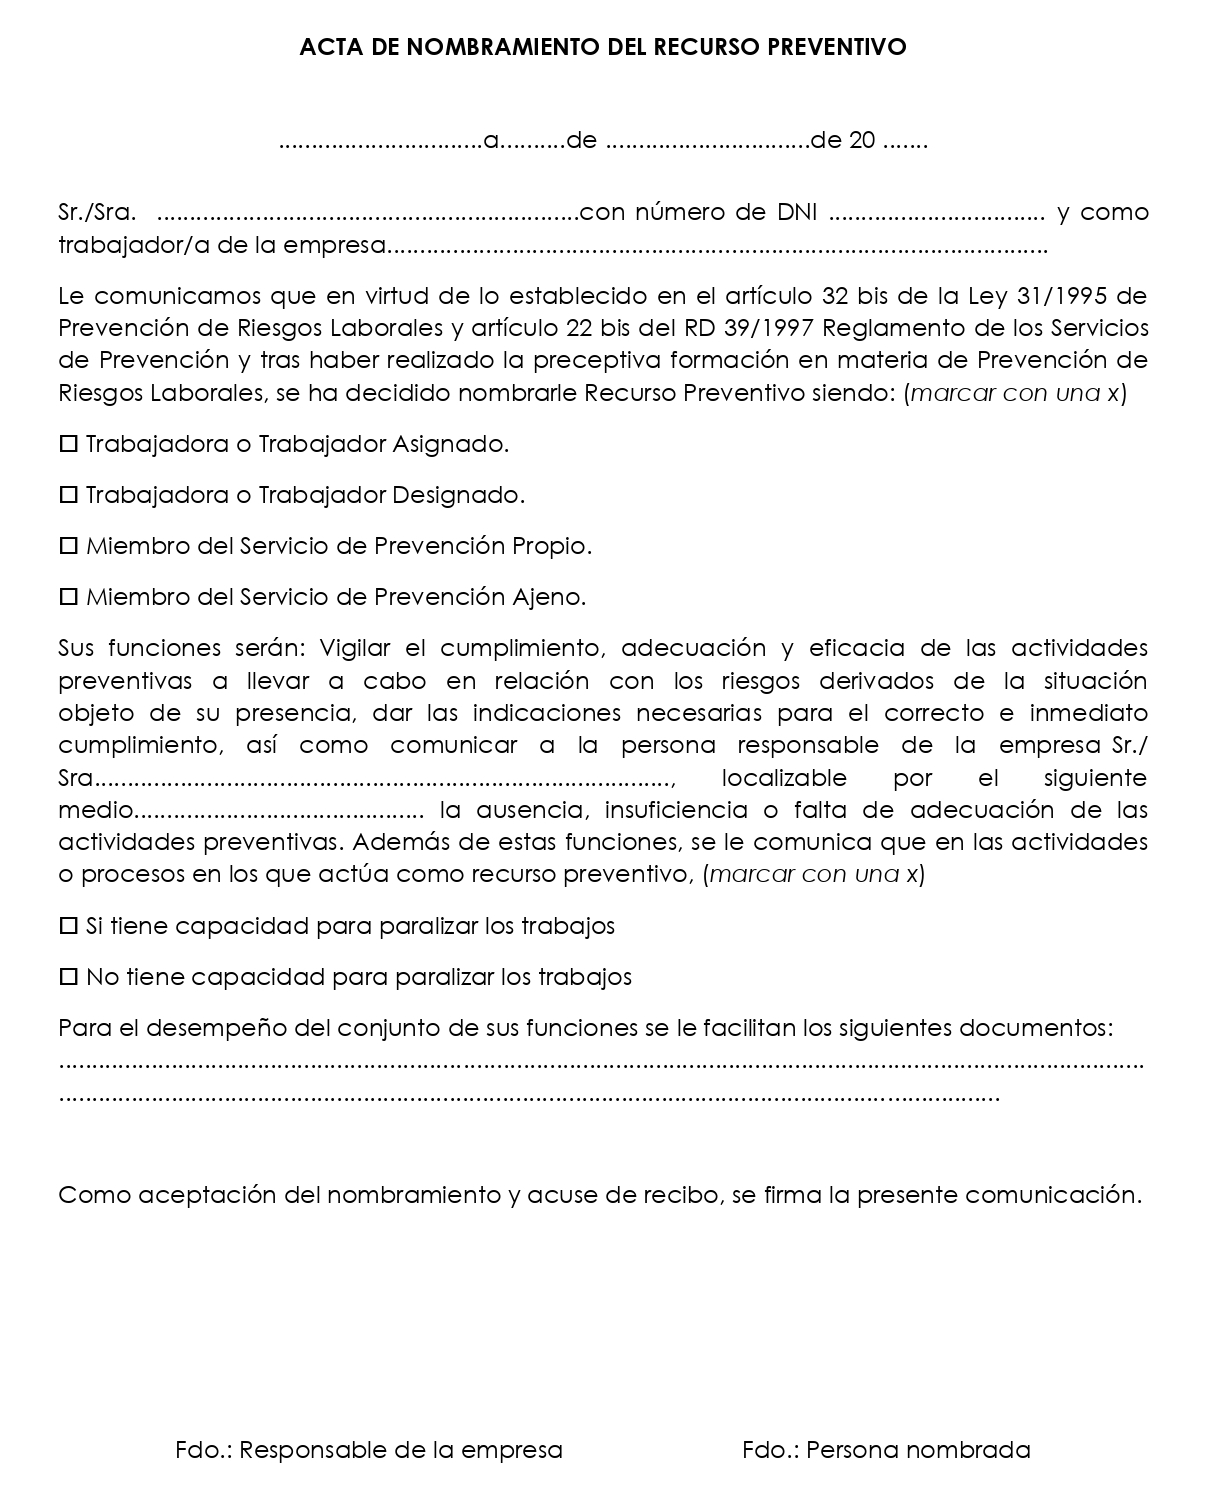 ACTA DE NOMBRAMIENTO DEL RECURSO PREVENTIVO
...............................a..........de ...............................de 20 .......
Sr./Sra. ................................................................con número de DNI ................................. y como
trabajador/a de la empresa....................................................................................................
Le comunicamos que en virtud de lo establecido en el artículo 32 bis de la Ley 31/1995 de
Prevención de Riesgos Laborales y artículo 22 bis del RD 39/1997 Reglamento de los Servicios
de Prevención y tras haber realizado la preceptiva formación en materia de Prevención de
Riesgos Laborales, se ha decidido nombrarle Recurso Preventivo siendo: (marcar con una x)
☐ Trabajadora o Trabajador Asignado.
☐ Trabajadora o Trabajador Designado.
☐ Miembro del Servicio de Prevención Propio.
☐ Miembro del Servicio de Prevención Ajeno.
Sus funciones serán: Vigilar el cumplimiento, adecuación y eficacia de las actividades
preventivas a llevar a cabo en relación con los riesgos derivados de la situación
objeto de su presencia, dar las indicaciones necesarias para el correcto e inmediato
cumplimiento, así como comunicar a la persona responsable de la empresa Sr./
Sra......................................................................................, localizable por el siguiente
medio............................................ la ausencia, insuficiencia o falta de adecuación de las
actividades preventivas. Además de estas funciones, se le comunica que en las actividades
o procesos en los que actúa como recurso preventivo, (marcar con una x)
☐ Si tiene capacidad para paralizar los trabajos
☐ No tiene capacidad para paralizar los trabajos
Para el desempeño del conjunto de sus funciones se le facilitan los siguientes documentos:
....................................................................................................................................................................
..............................................................................................................................................
Como aceptación del nombramiento y acuse de recibo, se firma la presente comunicación.
Fdo.: Responsable de la empresa Fdo.: Persona nombrada